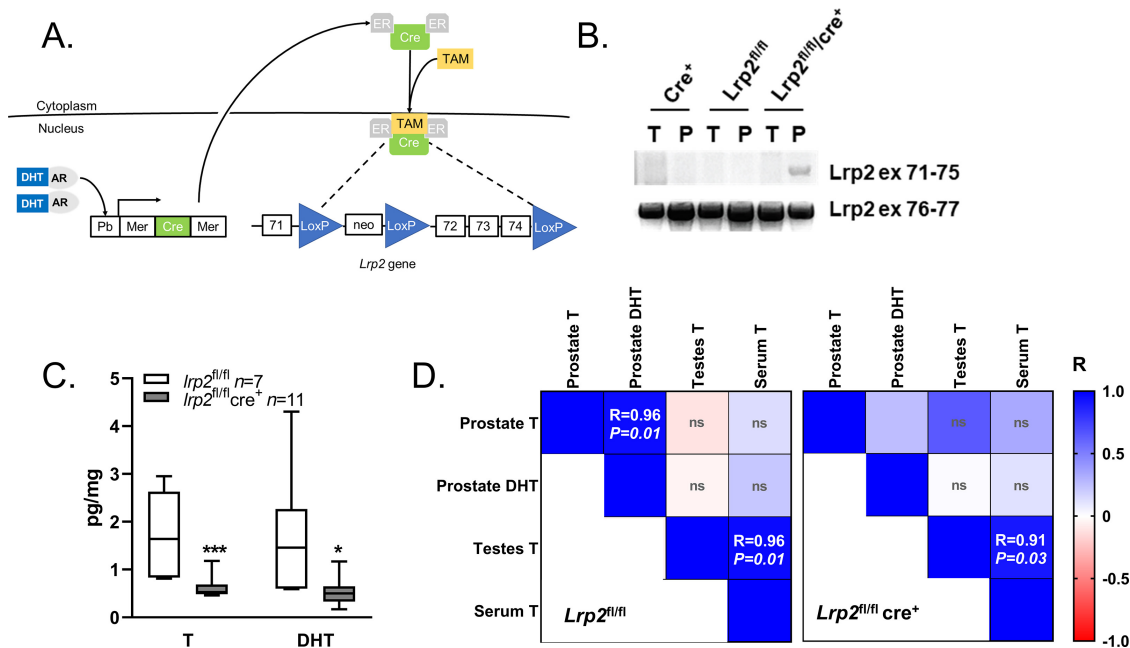 A.
ER
ER
Cre
TAM
Cytoplasm
Nucleus
TAM
ER
ER
Cre
DHT AR
DHT AR
Pb Mer Cre Mer
71 LoxP neo LoxP 72 73 74 LoxP
Lrp2 gene
B.
Cre+
Lrp2fl/fl
Lrp2fl/fl/cre+
T P T P T P
Lrp2 ex 71-75
Lrp2 ex 76-77
C.
lrp2fl/fl n=7
lrp2fl/flcre+ n=11
pg/mg
5
4
3
2
1
0
***
*
T
DHT
D.
Prostate T
Prostate DHT
Testes T
Serum T
Prostate T
Prostate DHT
Testes T
Serum T
Prostate T
Prostate DHT
Testes T
Serum T
R=0.96
P=0.01
ns
ns
ns
ns
R=0.96
P=0.01
Lrp2fl/fl
ns
ns
ns
ns
R=0.91
P=0.03
Lrp2fl/fl cre+
R
1.0
0.5
0
-0.5
-1.0